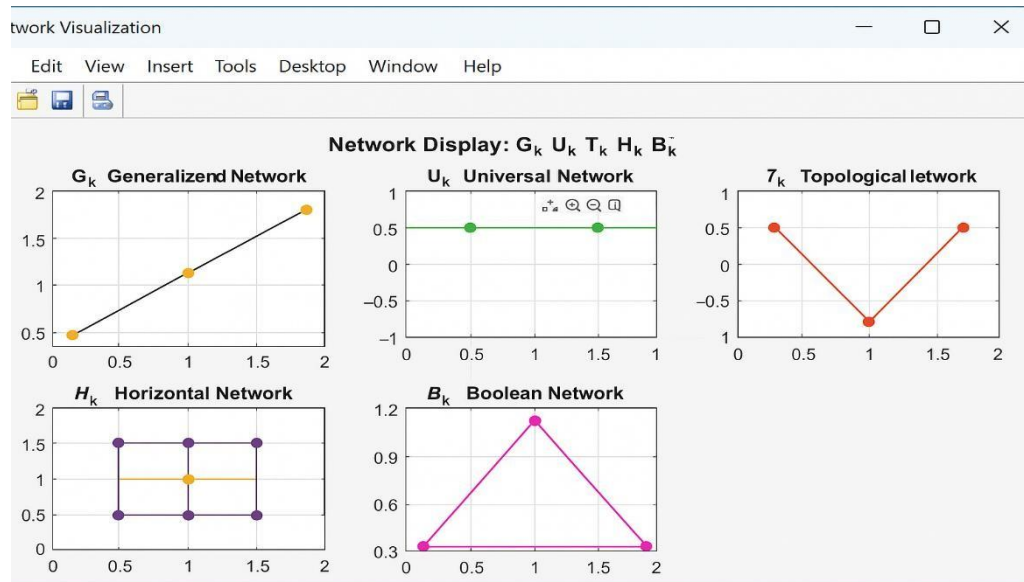 twork Visualization
Edit View Insert Tools Desktop Window Help
Network Display: Gk Uk Tk Hk Bk
Gk Generalizend Network
2
1.5
1
0.5
0 0.5 1 1.5 2
Uk Universal Network
1
0.5
0
–0.5
–1
0 0.5 1 1.5 1
7k Topological letwork
1
0.5
0
–0.5
1
0 0.5 1 1.5 2
Hk Horizontal Network
2
1.5
1
0.5
0
0 0.5 1 1.5 2
Bk Boolean Network
1.2
0.9
0.6
0.3
0 0.5 1 1.5 2